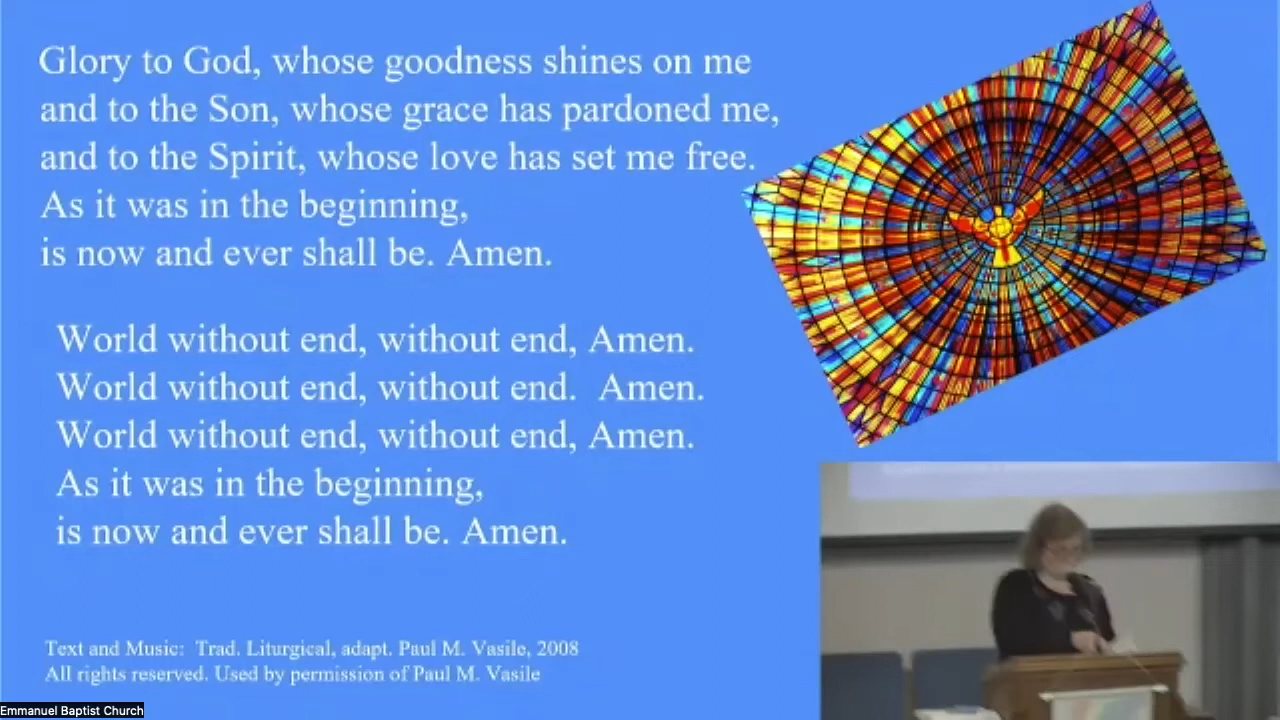 Glory to God, whose goodness shines on me
and to the Son, whose grace has pardoned me,
and to the Spirit, whose love has set me free.
As it was in the beginning,
is now and ever shall be. Amen.
World without end, without end, Amen.
World without end, without end. Amen.
World without end, without end, Amen.
As it was in the beginning,
is now and ever shall be. Amen.
Text and Music: Trad. Liturgical, adapt. Paul M. Vasile, 2008
All rights reserved. Used by permission of Paul M. Vasile
Emmanuel Baptist Church